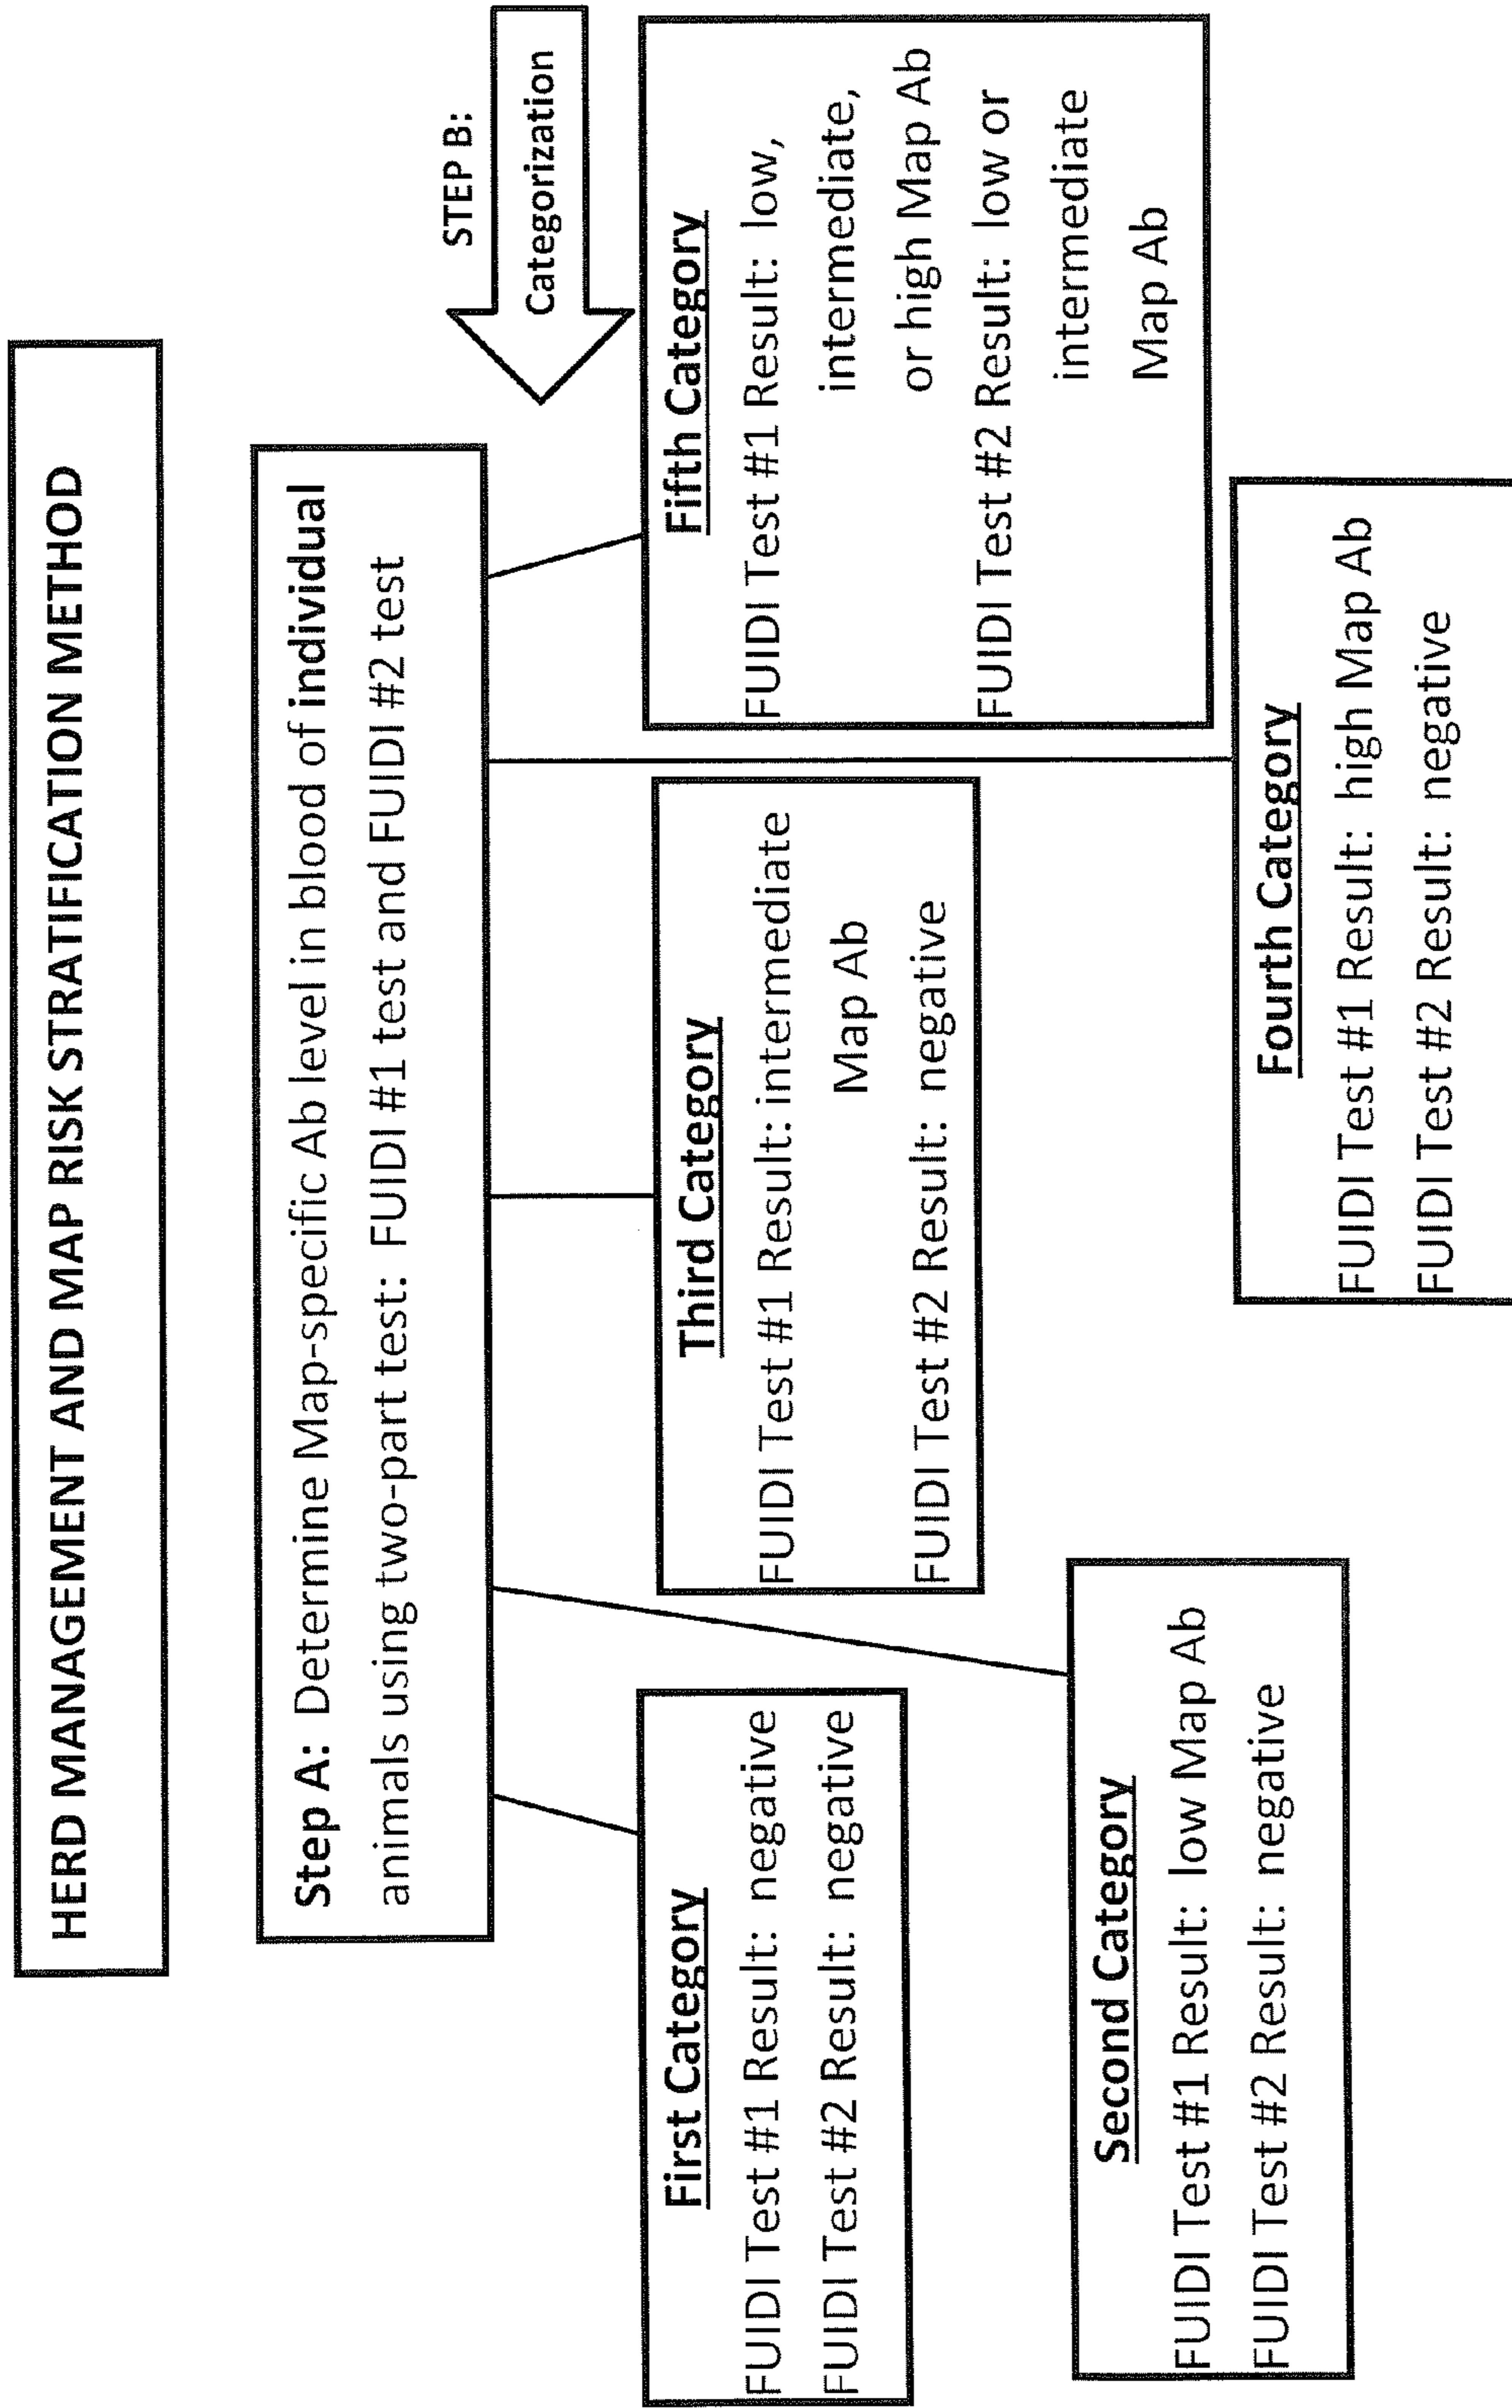 HERD MANAGEMENT AND MAP RISK STRATIFICATION METHOD
Step A: Determine Map-specific Ab level in blood of individual
animals using two-part test: FUIDI #1 test and FUIDI #2 test
STEP B:
Categorization
First Category
FUIDI Test #1 Result: negative
FUIDI Test #2 Result: negative
Second Category
FUIDI Test #1 Result: low Map Ab
FUIDI Test #2 Result: negative
Third Category
FUIDI Test #1 Result: intermediate
Map Ab
FUIDI Test #2 Result: negative
Fourth Category
FUIDI Test #1 Result: high Map Ab
FUIDI Test #2 Result: negative
Fifth Category
FUIDI Test #1 Result: low,
intermediate,
or high Map Ab
FUIDI Test #2 Result: low or
intermediate
Map Ab